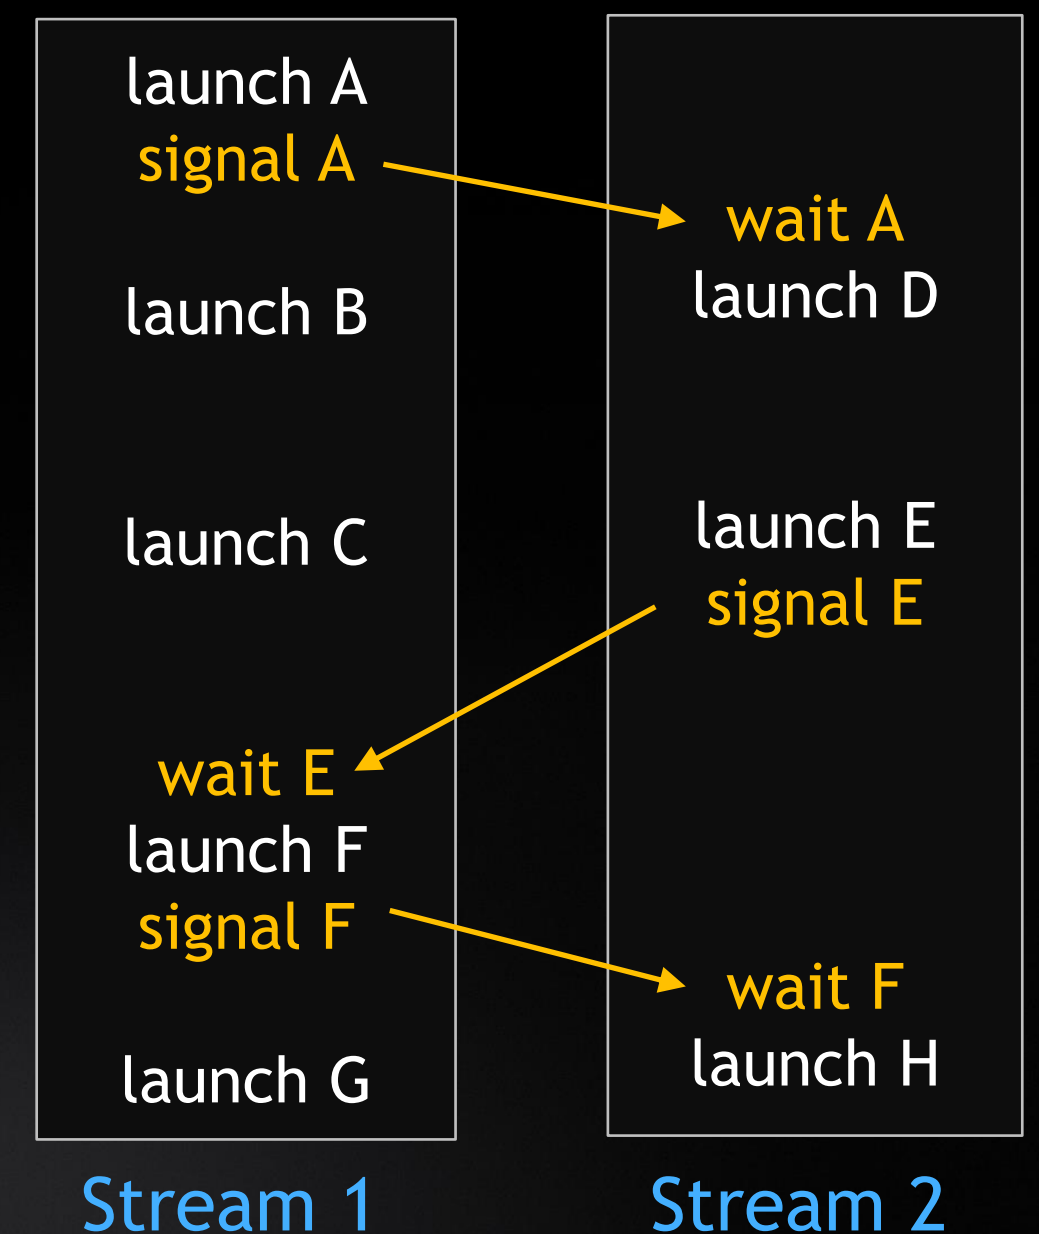 launch A
signal A
launch B
launch C
wait E
launch F
signal F
launch G
Stream 1
wait A
launch D
launch E
signal E
wait F
launch H
Stream 2